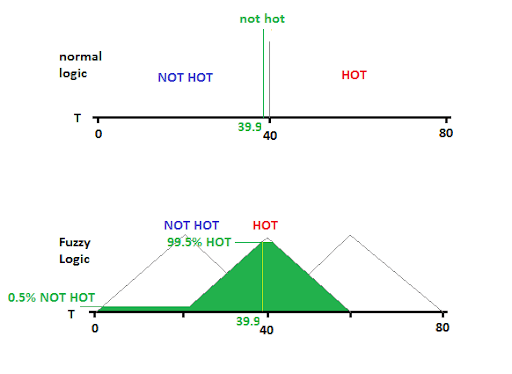 not hot
normal
logic
NOT HOT
HOT
T
39.9
0
40
80
NOT HOT
HOT
Fuzzy
Logic
99.5% HOT
0.5% NOT HOT
T
39.9
0
40
80